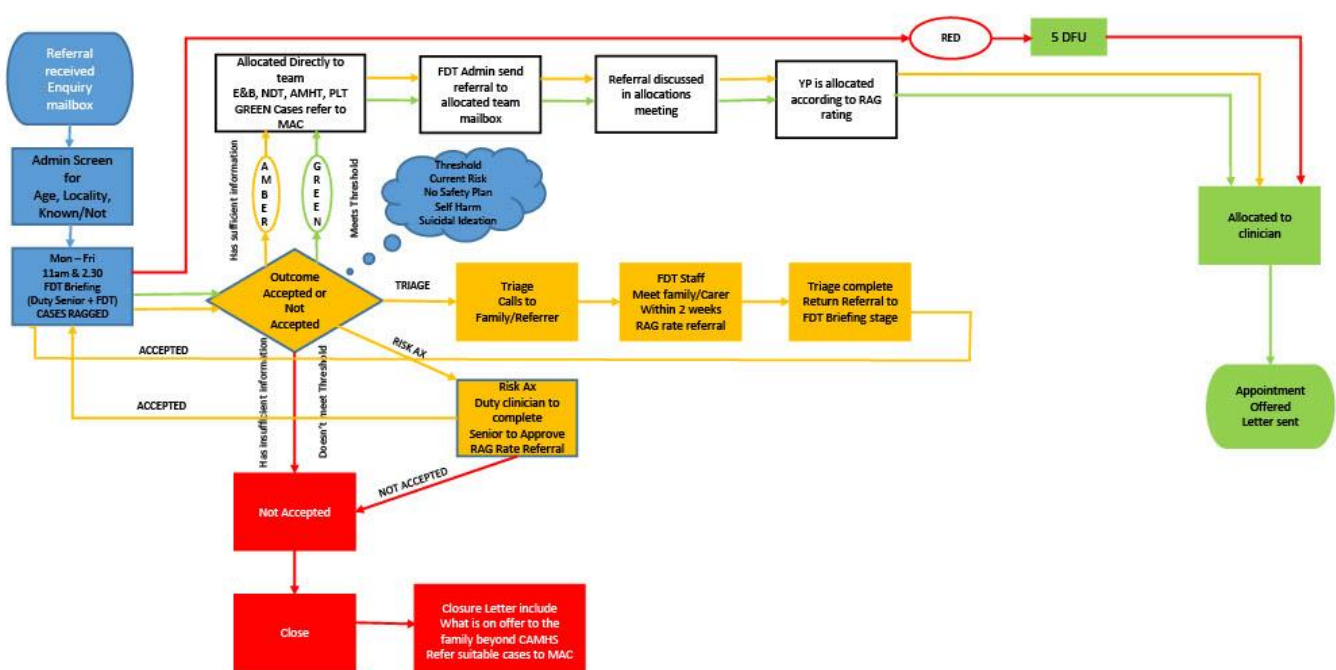 Referral
received
Enquiry
mailbox
Admin Screen
for
Age, Locality,
Known/Not
Mon – Fri
11am & 2.30
FDT Briefing
(Duty Senior + FDT)
CASES RAGGED
Allocated Directly to
team
E&B, NDT, AMHT, PLT
GREEN Cases refer to
MAC
FDT Admin send
referral to
allocated team
mailbox
Referral discussed
in allocations
meeting
YP is allocated
according to RAG
rating
RED
5 DFU
Has sufficient information
AMBER
GREEN
Meets Threshold
Threshold
Current Risk
No Safety Plan
Self Harm
Suicidal Ideation
Outcome
Accepted or
Not
Accepted
TRIAGE
Triage
Calls to
Family/Referrer
FDT Staff
Meet family/Carer
Within 2 weeks
RAG rate referral
Triage complete
Return Referral to
FDT Briefing stage
Allocated to
clinician
Appointment
Offered
Letter sent
ACCEPTED
RISK AX
ACCEPTED
Has insufficient information
Doesn't meet Threshold
Risk Ax
Duty clinician to
complete
Senior to Approve
RAG Rate Referral
NOT ACCEPTED
Not Accepted
Close
Closure Letter include
What is on offer to the
family beyond CAMHS
Refer suitable cases to MAC